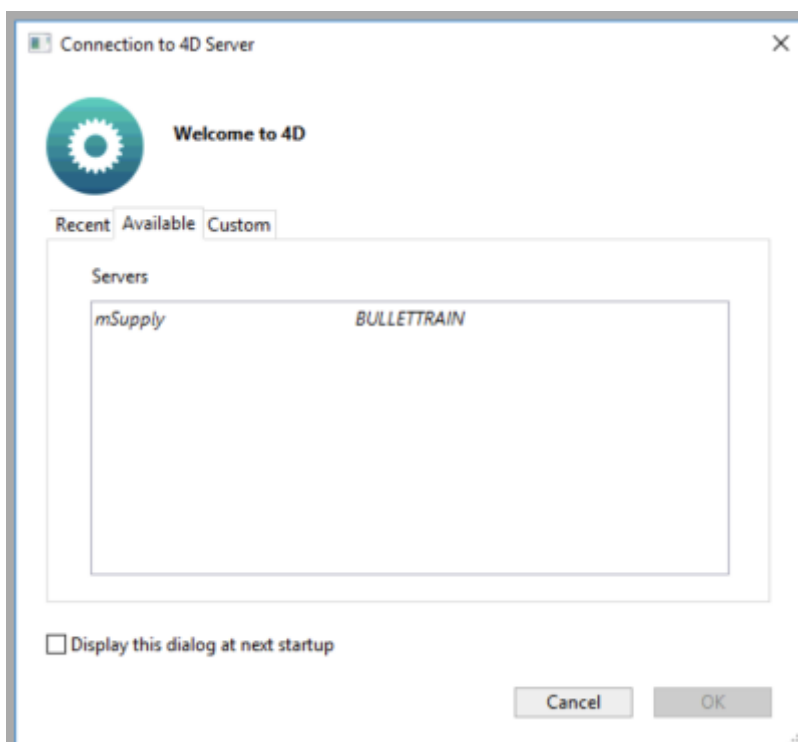 Connection to 4D Server
Welcome to 4D
Recent Available Custom
Servers
mSupply BULLETTRAIN
Display this dialog at next startup
Cancel OK